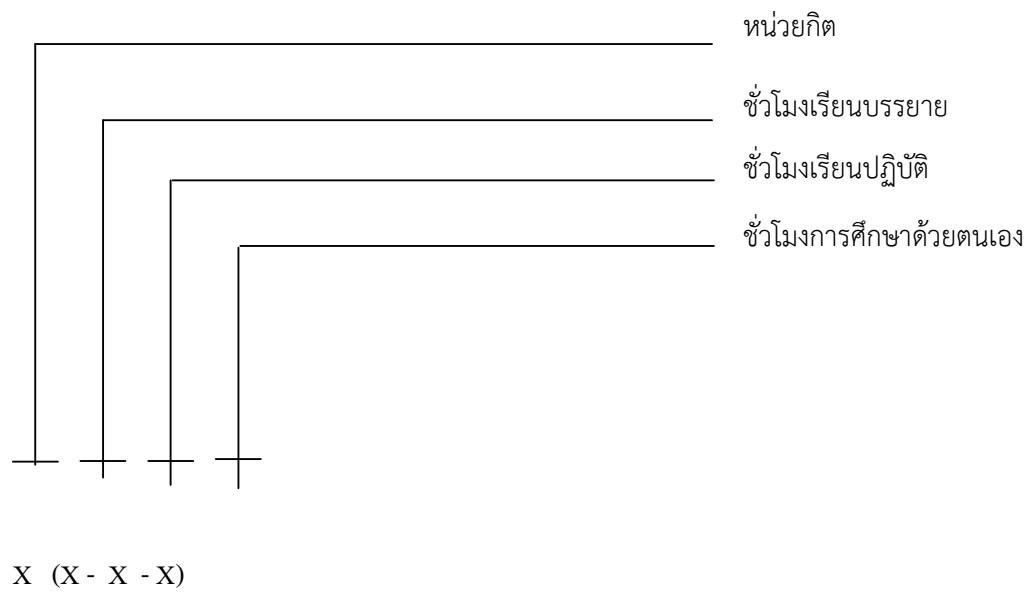 หน่วยกิต
ชั่วโมงเรียนบรรยาย
ชั่วโมงเรียนปฏิบัติ
ชั่วโมงการศึกษาด้วยตนเอง
X (X - X - X)